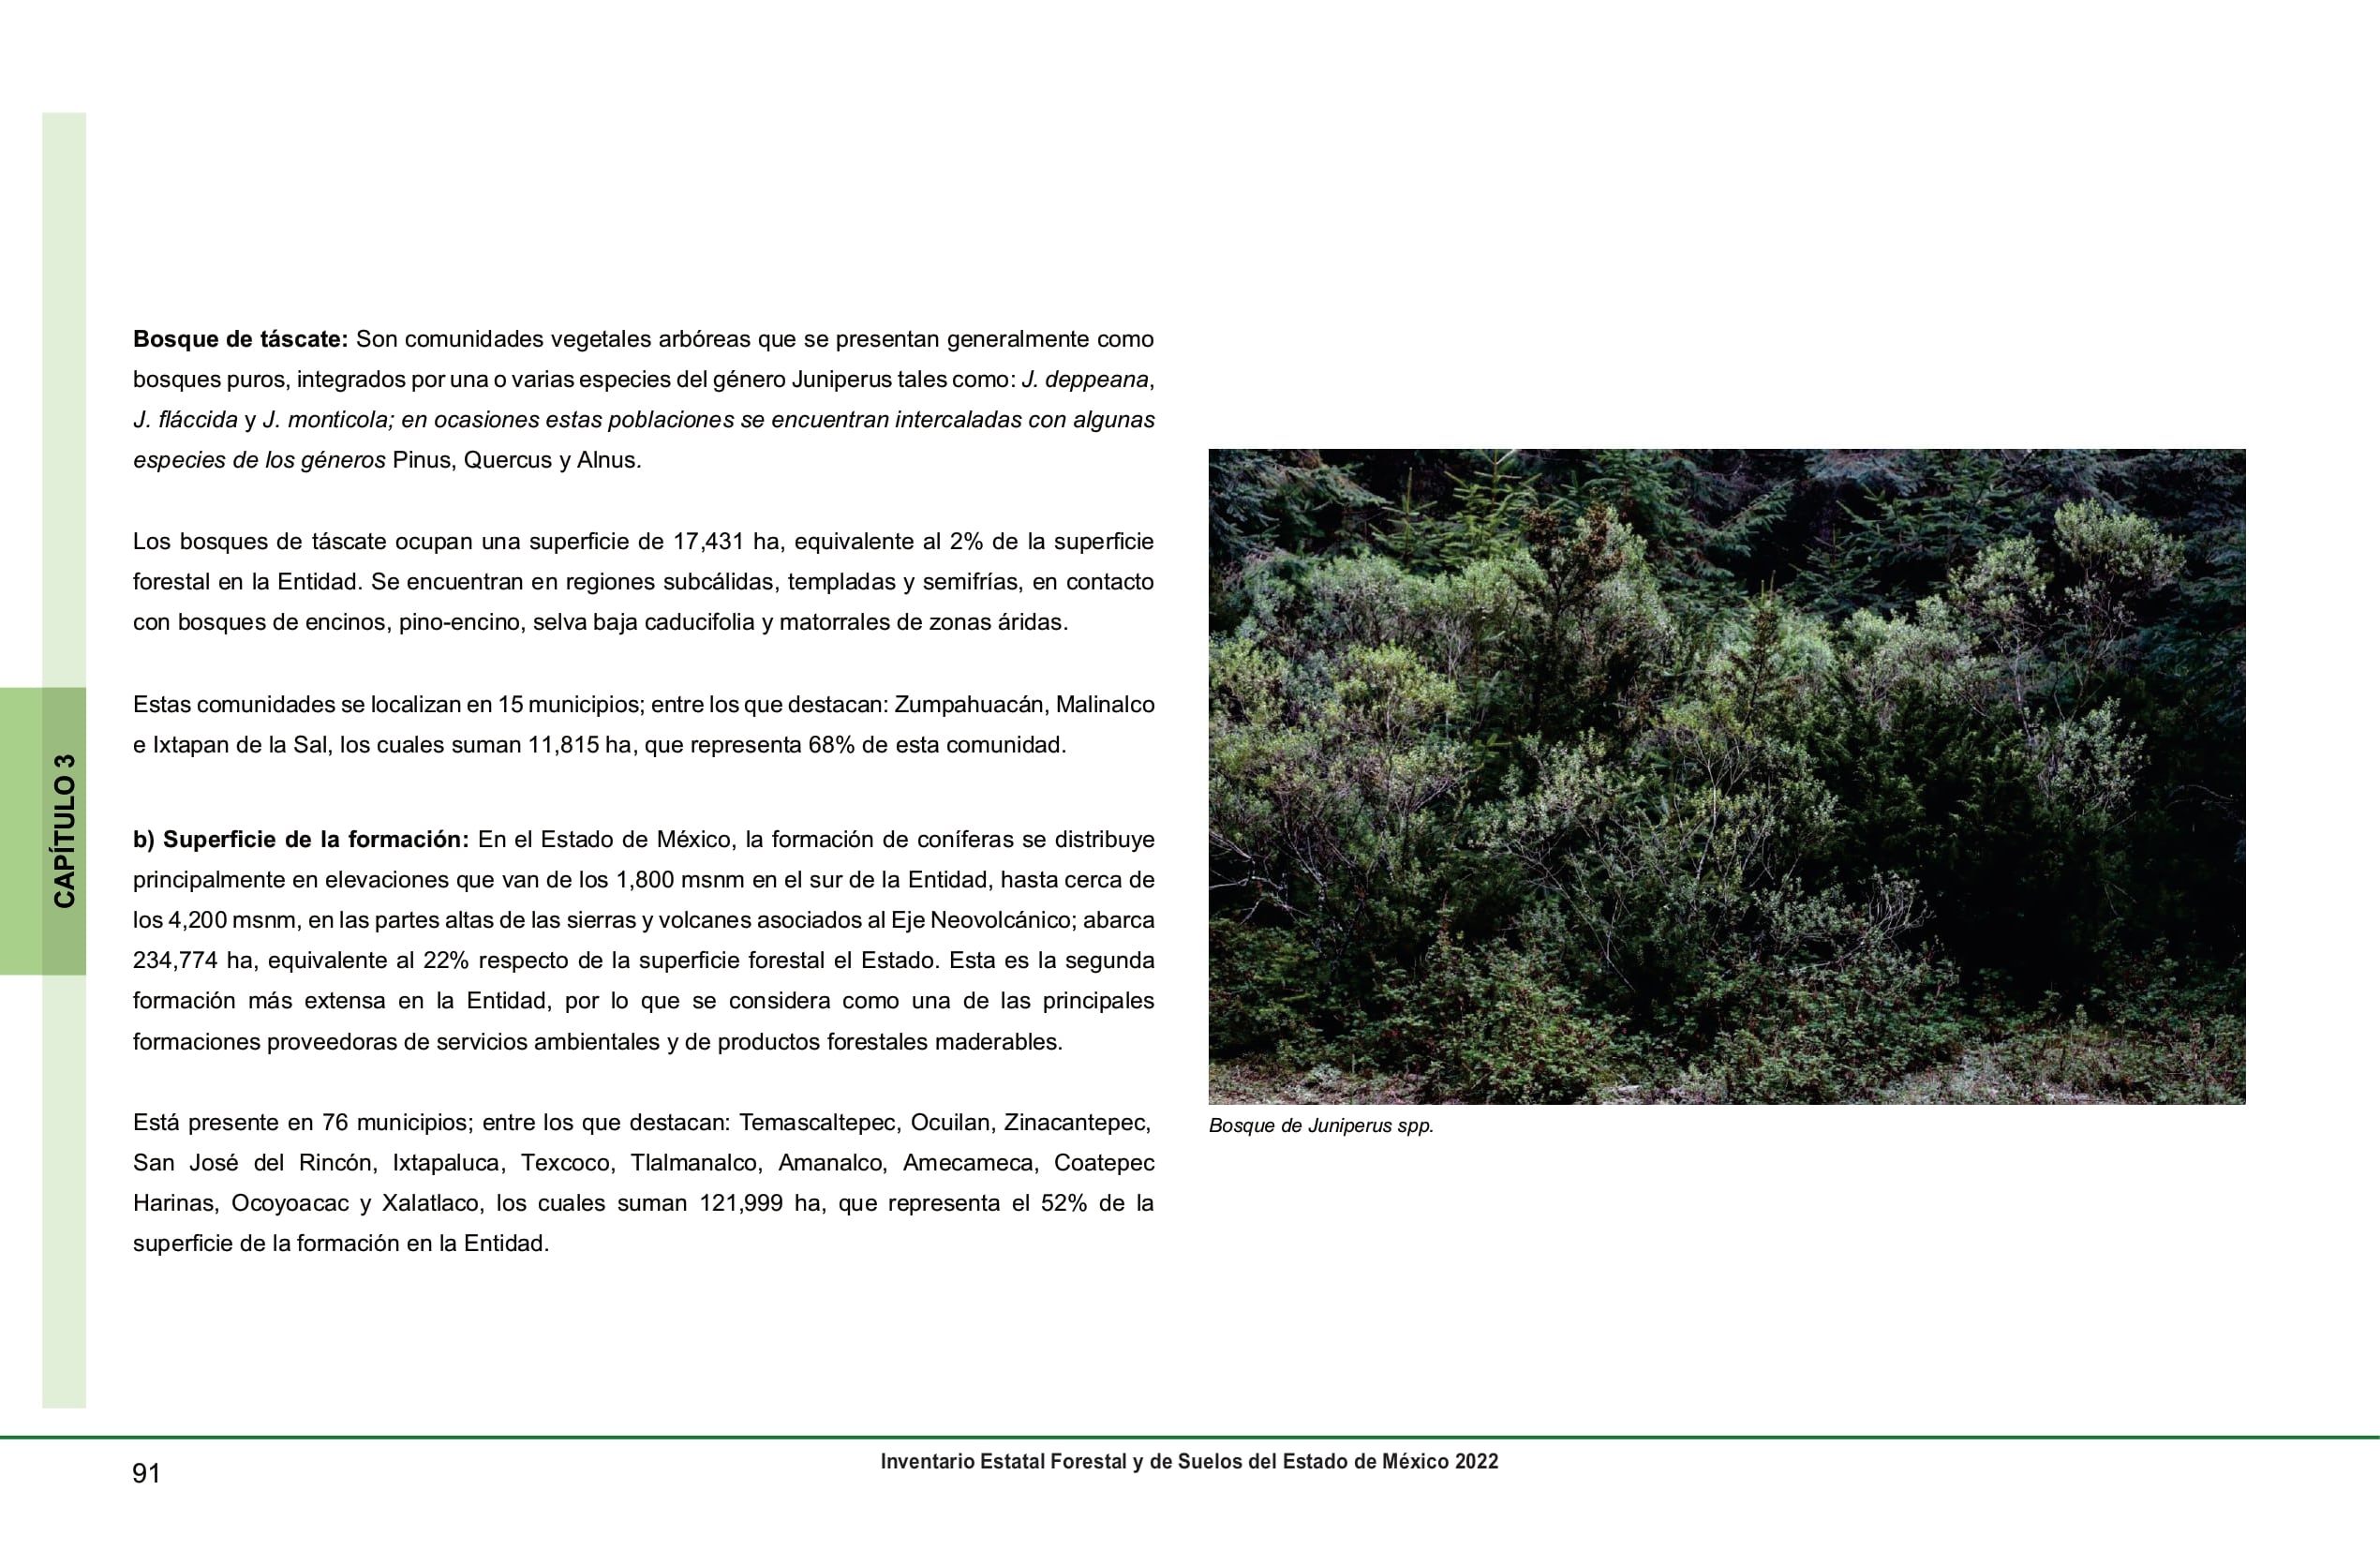 Bosque de táscate: Son comunidades vegetales arbóreas que se presentan generalmente como
bosques puros, integrados por una o varias especies del género Juniperus tales como: J. deppeana,
J. fláccida y J. monticola; en ocasiones estas poblaciones se encuentran intercaladas con algunas
especies de los géneros Pinus, Quercus y Alnus.
Los bosques de táscate ocupan una superficie de 17,431 ha, equivalente al 2% de la superficie
forestal en la Entidad. Se encuentran en regiones subcálidas, templadas y semifrías, en contacto
con bosques de encinos, pino-encino, selva baja caducifolia y matorrales de zonas áridas.
Estas comunidades se localizan en 15 municipios; entre los que destacan: Zumpahuacán, Malinalco
e Ixtapan de la Sal, los cuales suman 11,815 ha, que representa 68% de esta comunidad.
b) Superficie de la formación: En el Estado de México, la formación de coníferas se distribuye
principalmente en elevaciones que van de los 1,800 msnm en el sur de la Entidad, hasta cerca de
los 4,200 msnm, en las partes altas de las sierras y volcanes asociados al Eje Neovolcánico; abarca
234,774 ha, equivalente al 22% respecto de la superficie forestal el Estado. Esta es la segunda
formación más extensa en la Entidad, por lo que se considera como una de las principales
formaciones proveedoras de servicios ambientales y de productos forestales maderables.
Está presente en 76 municipios; entre los que destacan: Temascaltepec, Ocuilan, Zinacantepec,
San José del Rincón, Ixtapaluca, Texcoco, Tlalmanalco, Amanalco, Amecameca, Coatepec
Harinas, Ocoyoacac y Xalatlaco, los cuales suman 121,999 ha, que representa el 52% de la
superficie de la formación en la Entidad.
Bosque de Juniperus spp.
CAPÍTULO 3
91
Inventario Estatal Forestal y de Suelos del Estado de México 2022